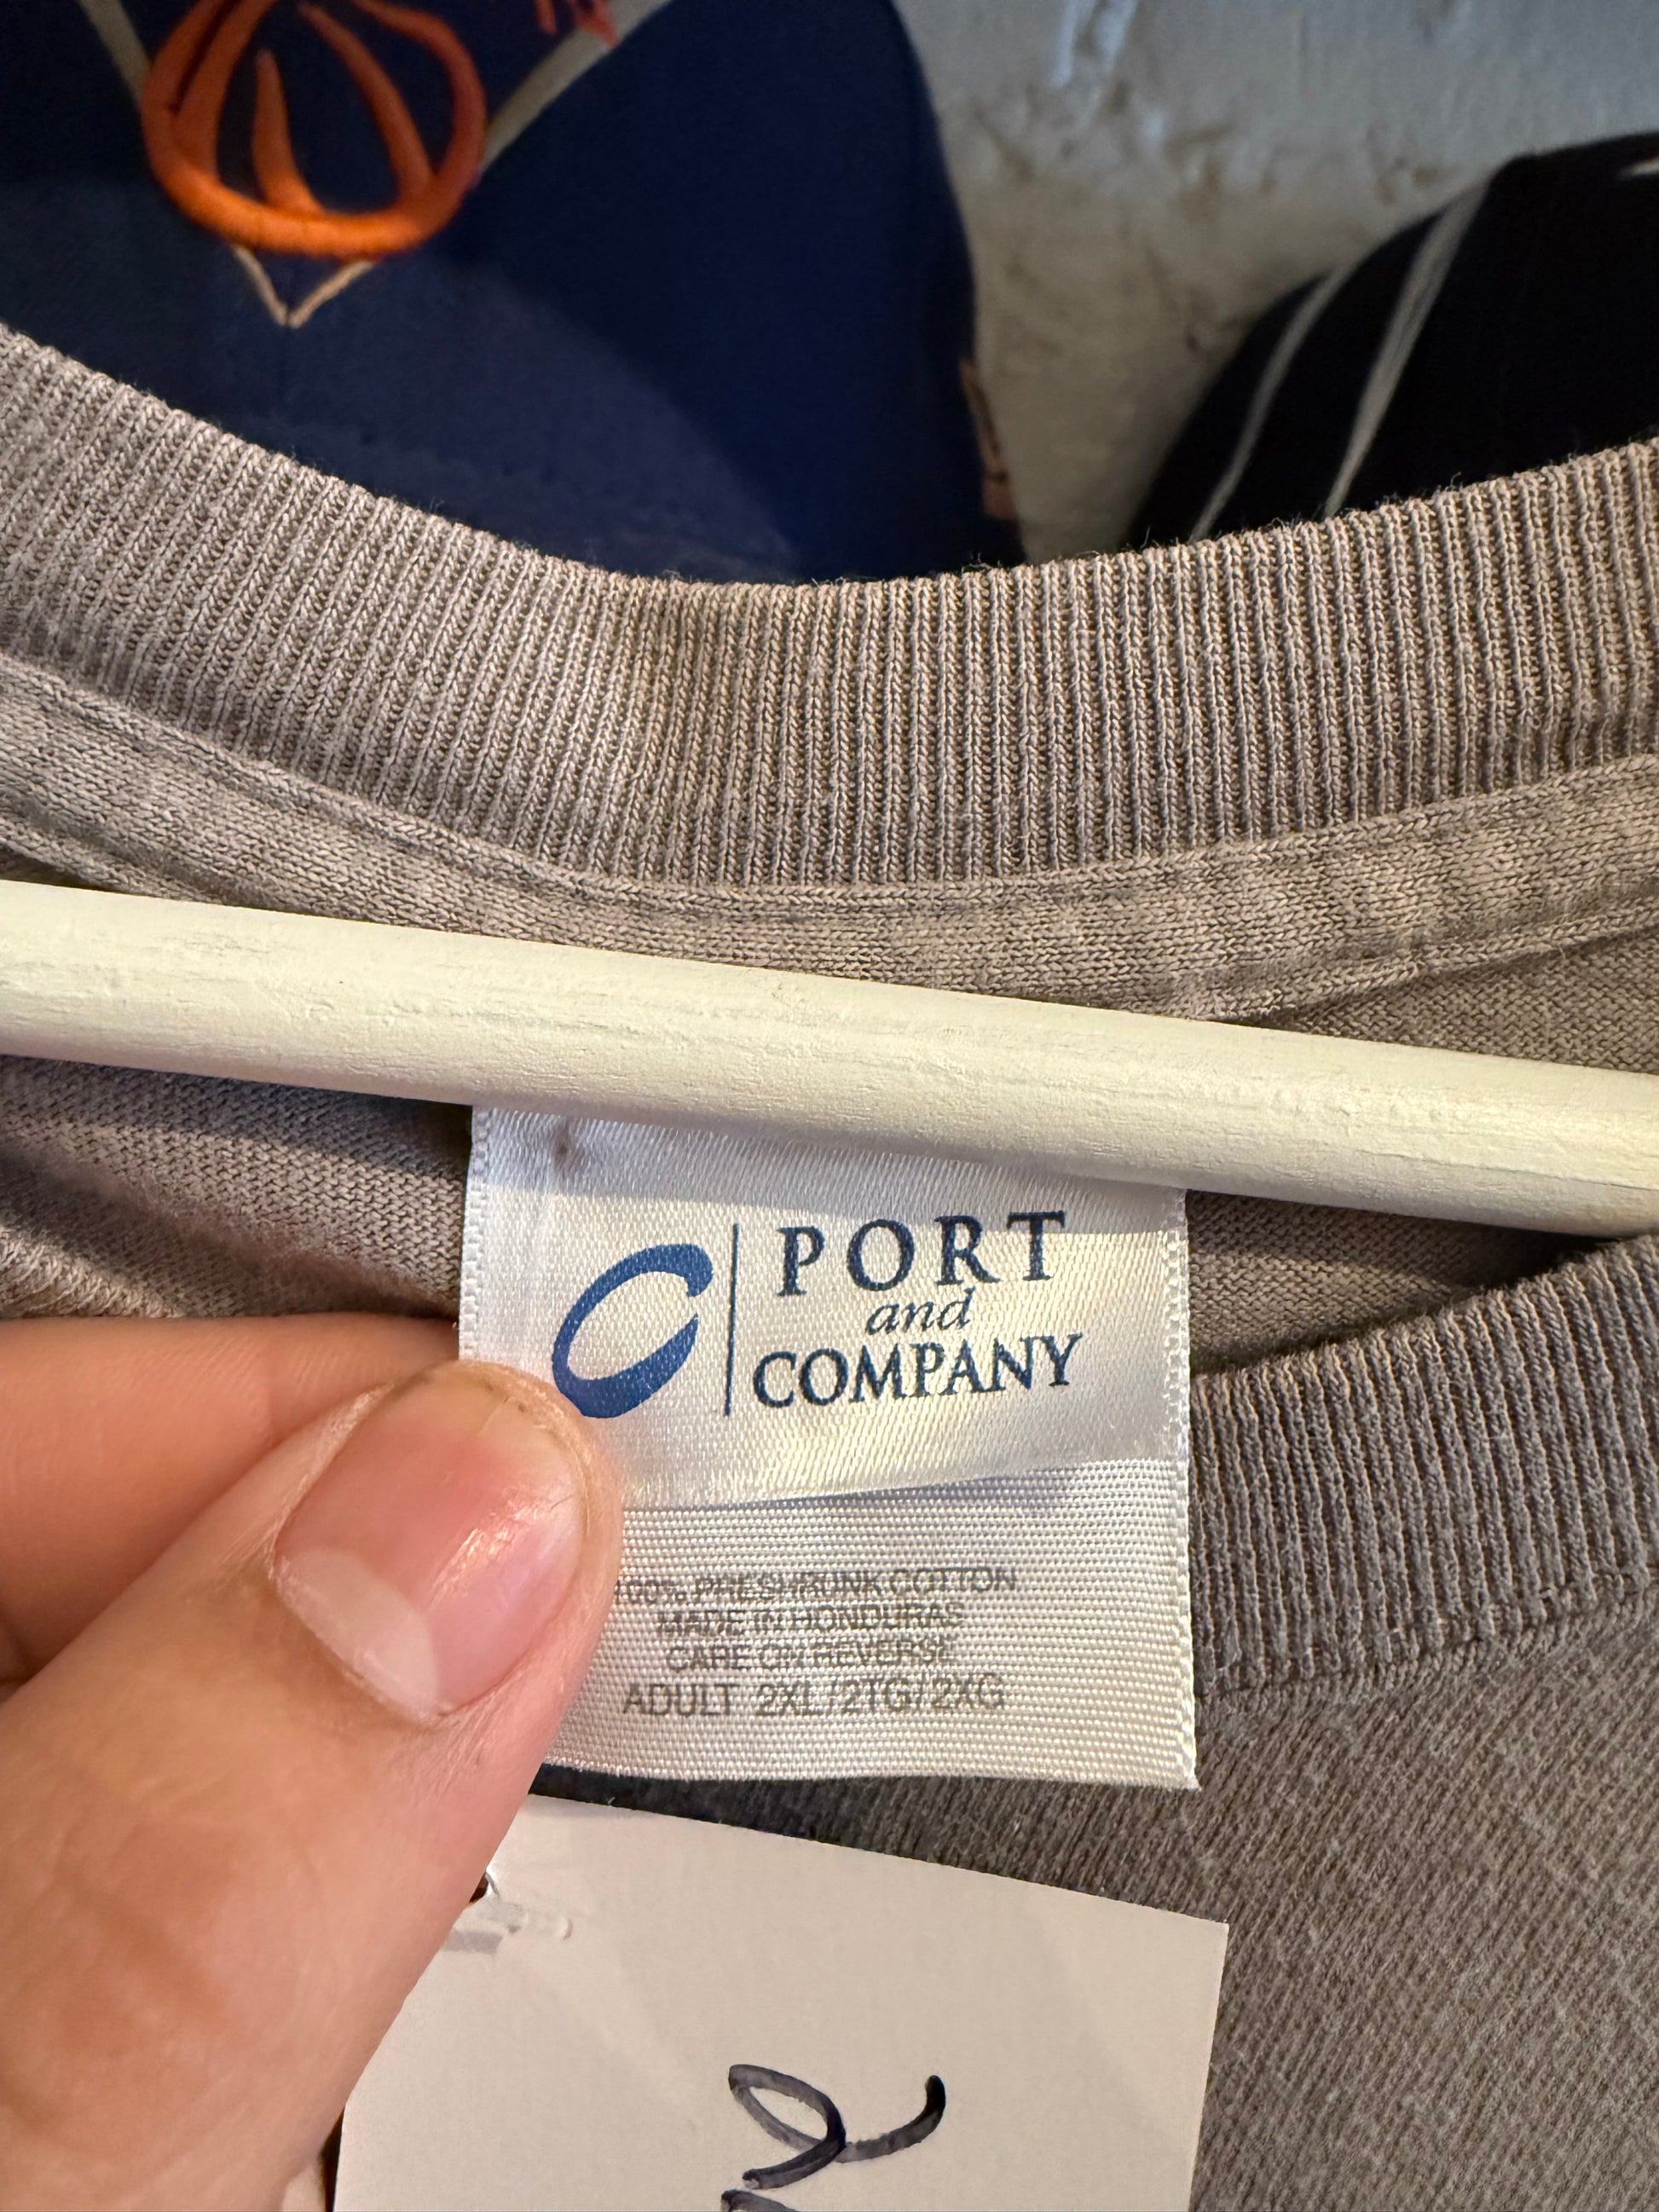 PORT
and
COMPANY
100% PRESHRUNK COTTON
MADE IN HONDURAS
CARE ON REVERSE
ADULT 2XL/2TG/2XG